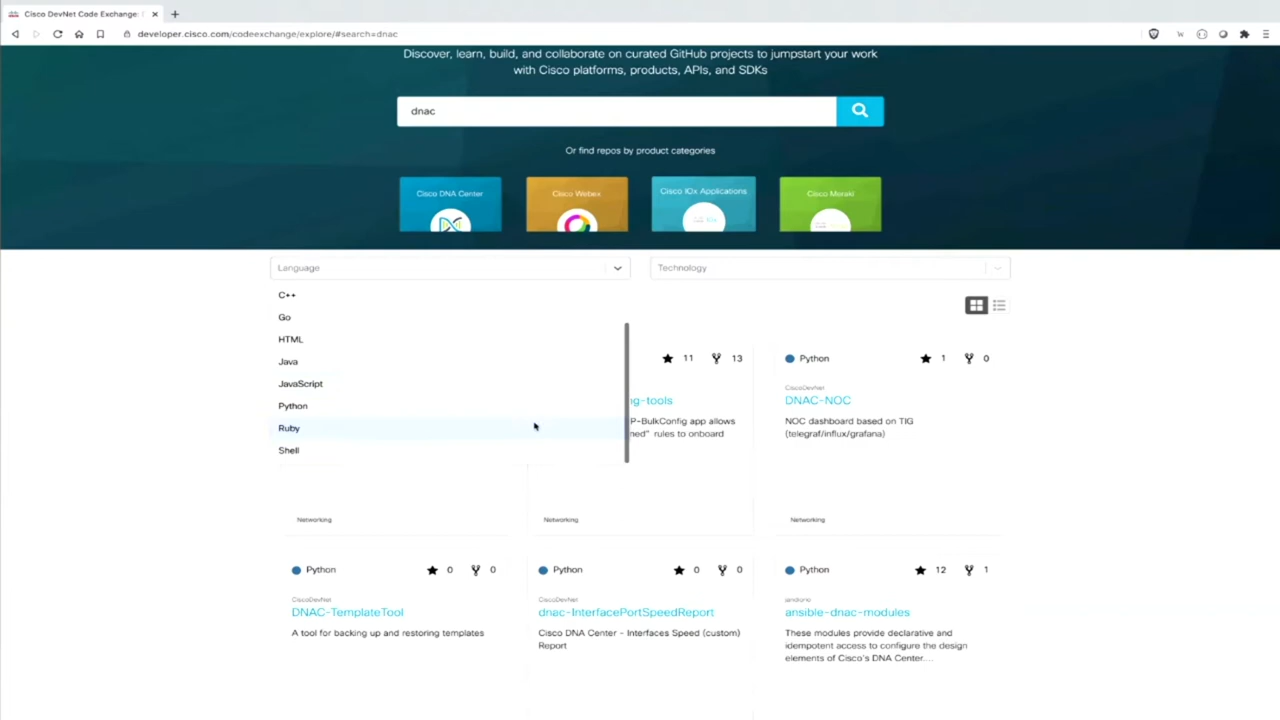 Cisco DevNet Code Exchange:
developer.cisco.com/codeexchange/explore/#search=dnac
Discover, learn, build, and collaborate on curated GitHub projects to jumpstart your work
with Cisco platforms, products, APIs, and SDKs
dnac
Or find repos by product categories
Cisco DNA Center
Cisco Webex
Cisco IOx Applications
Cisco Meraki
Language
Technology
C++
Go
HTML
Java
JavaScript
Python
Ruby
Shell
11 13
ng-tools
P-BulkConfig app allows
ned" rules to onboard
Networking
Networking
Python 1 0
CiscoDevNet
DNAC-NOC
NOC dashboard based on TIG
(telegraf/influx/grafana)
Networking
Python 0 0
CiscoDevNet
DNAC-TemplateTool
A tool for backing up and restoring templates
Python 0 0
CiscoDevNet
dnac-InterfacePortSpeedReport
Cisco DNA Center - Interfaces Speed (custom)
Report
Python 12 1
ansible-dnac-modules
These modules provide declarative and
idempotent access to configure the design
elements of Cisco's DNA Center....